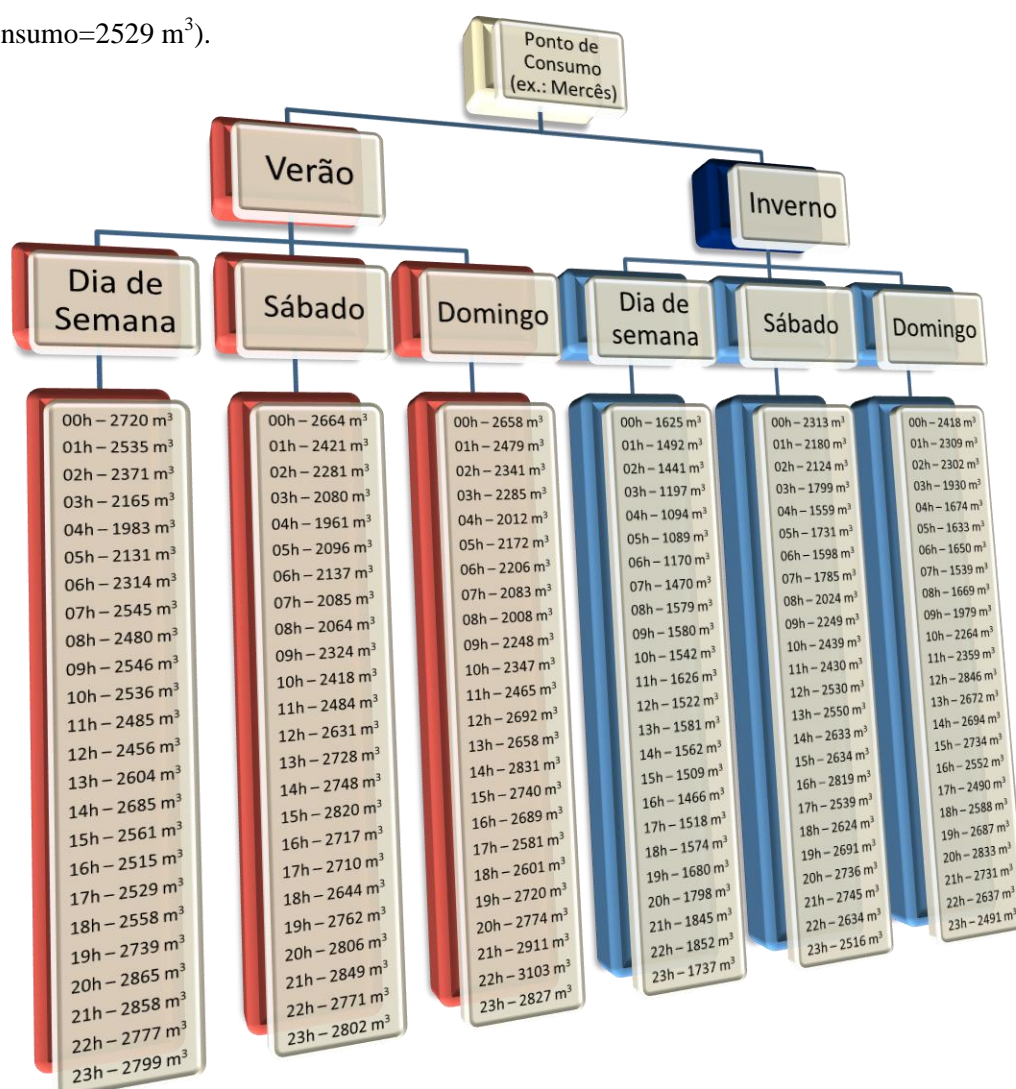 nsumo=2529 m³).
Ponto de
Consumo
(ex.: Mercês)
Verão
Inverno
Dia de
Semana
Sábado
Domingo
Dia de
semana
Sábado
Domingo
00h – 2720 m³
01h – 2535 m³
02h – 2371 m³
03h – 2165 m³
04h – 1983 m³
05h – 2131 m³
06h – 2314 m³
07h – 2545 m³
08h – 2480 m³
09h – 2546 m³
10h – 2536 m³
11h – 2485 m³
12h – 2456 m³
13h – 2604 m³
14h – 2685 m³
15h – 2561 m³
16h – 2515 m³
17h – 2529 m³
18h – 2558 m³
19h – 2739 m³
20h – 2865 m³
21h – 2858 m³
22h – 2777 m³
23h – 2799 m³
00h – 2664 m³
01h – 2421 m³
02h – 2281 m³
03h – 2080 m³
04h – 1961 m³
05h – 2096 m³
06h – 2137 m³
07h – 2085 m³
08h – 2064 m³
09h – 2324 m³
10h – 2418 m³
11h – 2484 m³
12h – 2631 m³
13h – 2728 m³
14h – 2748 m³
15h – 2820 m³
16h – 2717 m³
17h – 2710 m³
18h – 2644 m³
19h – 2762 m³
20h – 2806 m³
21h – 2849 m³
22h – 2771 m³
23h – 2802 m³
00h – 2658 m³
01h – 2479 m³
02h – 2341 m³
03h – 2285 m³
04h – 2012 m³
05h – 2172 m³
06h – 2206 m³
07h – 2083 m³
08h – 2008 m³
09h – 2248 m³
10h – 2347 m³
11h – 2465 m³
12h – 2692 m³
13h – 2658 m³
14h – 2831 m³
15h – 2740 m³
16h – 2689 m³
17h – 2581 m³
18h – 2601 m³
19h – 2720 m³
20h – 2774 m³
21h – 2911 m³
22h – 3103 m³
23h – 2827 m³
00h – 1625 m³
01h – 1492 m³
02h – 1441 m³
03h – 1197 m³
04h – 1094 m³
05h – 1089 m³
06h – 1170 m³
07h – 1470 m³
08h – 1579 m³
09h – 1580 m³
10h – 1542 m³
11h – 1626 m³
12h – 1522 m³
13h – 1581 m³
14h – 1562 m³
15h – 1509 m³
16h – 1466 m³
17h – 1518 m³
18h – 1574 m³
19h – 1680 m³
20h – 1798 m³
21h – 1845 m³
22h – 1852 m³
23h – 1737 m³
00h – 2313 m³
01h – 2180 m³
02h – 2124 m³
03h – 1799 m³
04h – 1559 m³
05h – 1731 m³
06h – 1598 m³
07h – 1785 m³
08h – 2024 m³
09h – 2249 m³
10h – 2439 m³
11h – 2430 m³
12h – 2530 m³
13h – 2550 m³
14h – 2633 m³
15h – 2634 m³
16h – 2819 m³
17h – 2539 m³
18h – 2624 m³
19h – 2691 m³
20h – 2736 m³
21h – 2745 m³
22h – 2634 m³
23h – 2516 m³
00h – 2418 m³
01h – 2309 m³
02h – 2302 m³
03h – 1930 m³
04h – 1674 m³
05h – 1633 m³
06h – 1650 m³
07h – 1539 m³
08h – 1669 m³
09h – 1979 m³
10h – 2264 m³
11h – 2359 m³
12h – 2846 m³
13h – 2672 m³
14h – 2694 m³
15h – 2734 m³
16h – 2552 m³
17h – 2490 m³
18h – 2588 m³
19h – 2687 m³
20h – 2833 m³
21h – 2731 m³
22h – 2637 m³
23h – 2491 m³